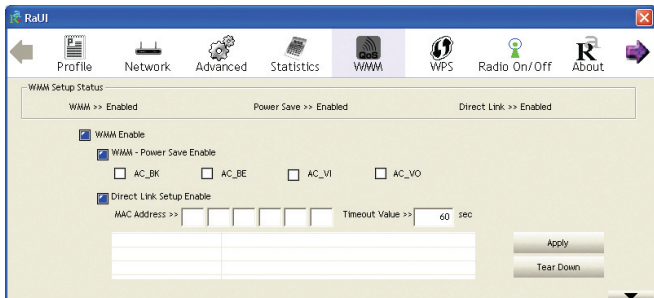 RaUI
Profile Network Advanced Statistics QoS WMM WPS Radio On/Off R a About
WMM Setup Status
WMM >> Enabled Power Save >> Enabled Direct Link >> Enabled
WMM Enable
WMM - Power Save Enable
AC_BK AC_BE AC_VI AC_VO
Direct Link Setup Enable
MAC Address >> Timeout Value >> 60 sec
Apply
Tear Down